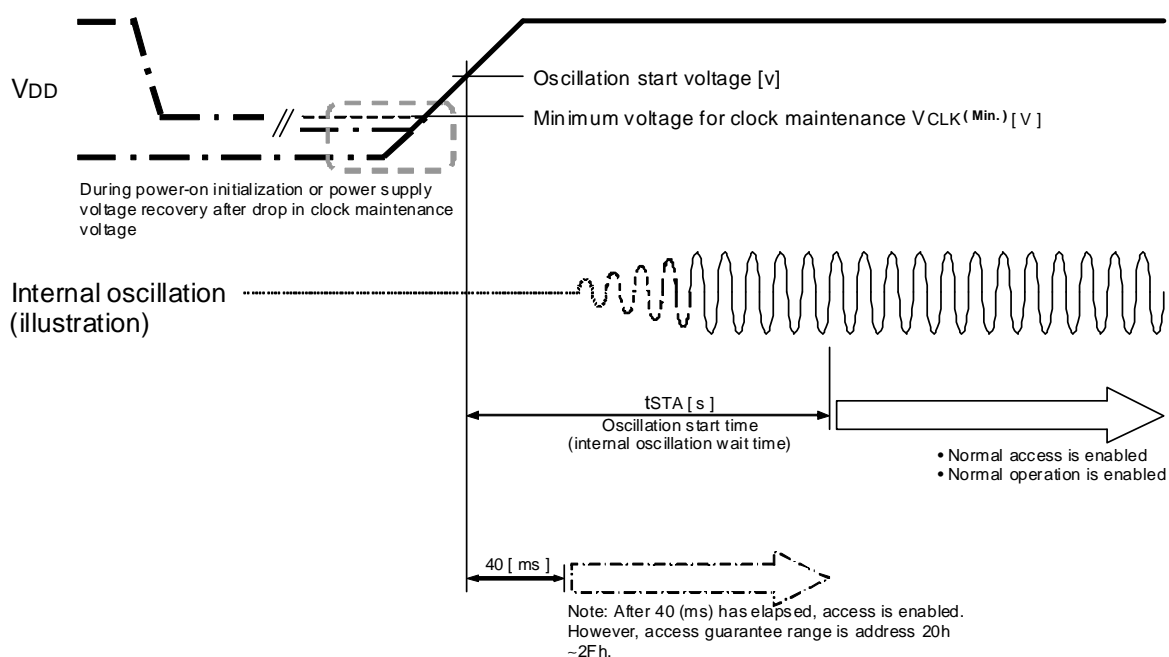 VDD
Oscillation start voltage [v]
Minimum voltage for clock maintenance VCLK(Min.) [V]
During power-on initialization or power supply
voltage recovery after drop in clock maintenance
voltage
Internal oscillation
(illustration)
tSTA [s]
Oscillation start time
(internal oscillation wait time)
• Normal access is enabled
• Normal operation is enabled
40 [ms]
Note: After 40 (ms) has elapsed, access is enabled.
However, access guarantee range is address 20h
~2Fh.